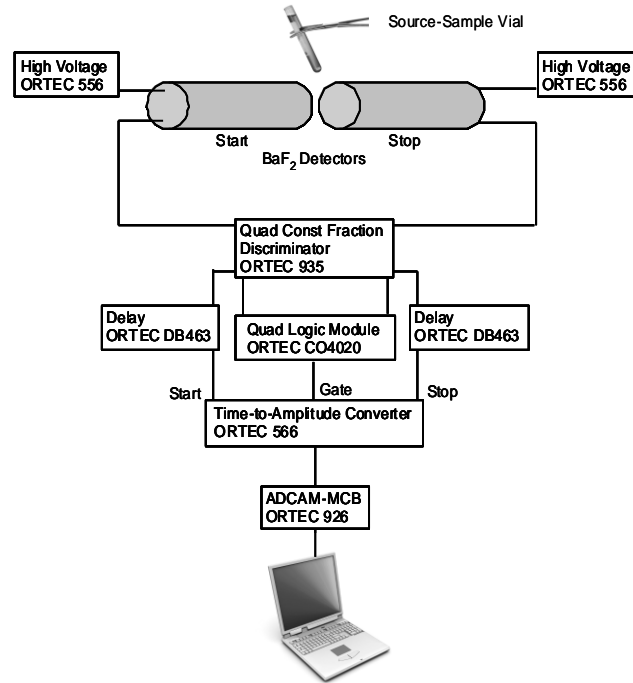 Source-Sample Vial
High Voltage
ORTEC 556
High Voltage
ORTEC 556
Start
Stop
BaF2 Detectors
Quad Const Fraction
Discriminator
ORTEC 935
Delay
ORTEC DB463
Quad Logic Module
ORTEC CO4020
Delay
ORTEC DB463
Start
Gate
Stop
Time-to-Amplitude Converter
ORTEC 566
ADCAM-MCB
ORTEC 926